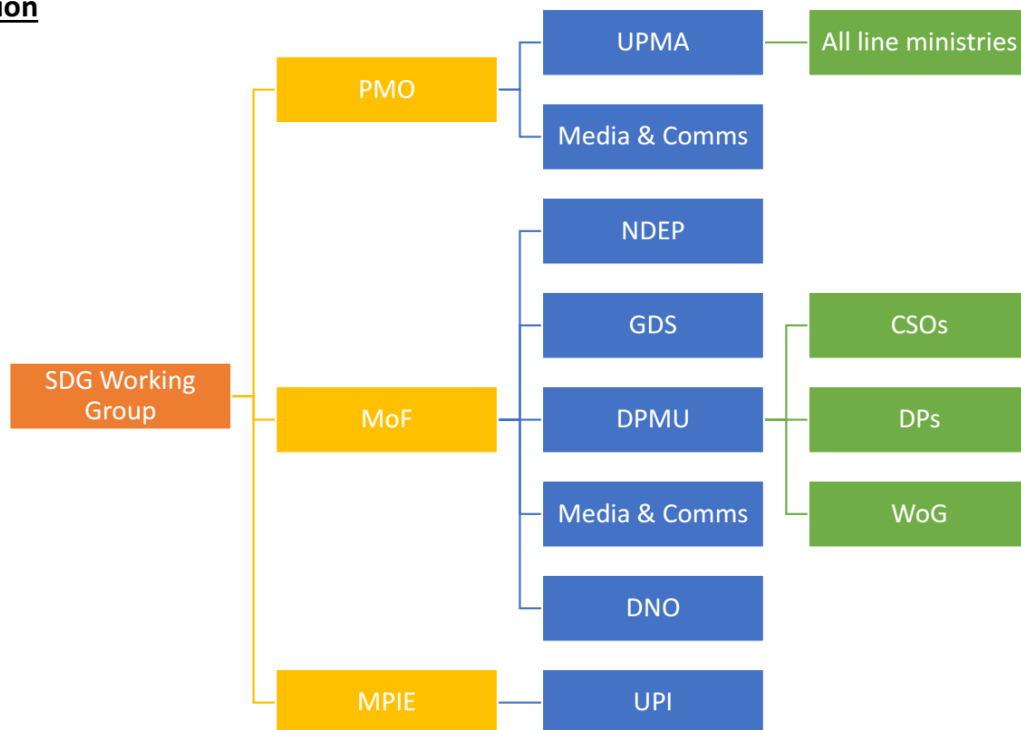 PMO
UPMA
All line ministries
Media & Comms
SDG Working
Group
MoF
NDEP
GDS
DPMU
CSOs
DPs
WoG
Media & Comms
DNO
MPIE
UPI